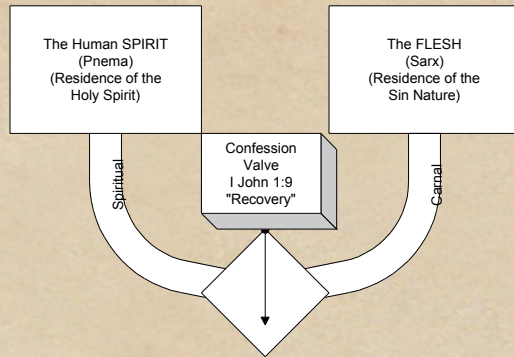 The Human SPIRIT
(Pnema)
(Residence of the
Holy Spirit)
The FLESH
(Sarx)
(Residence of the
Sin Nature)
Confession
Valve
I John 1:9
"Recovery"
Spiritual
Carnal